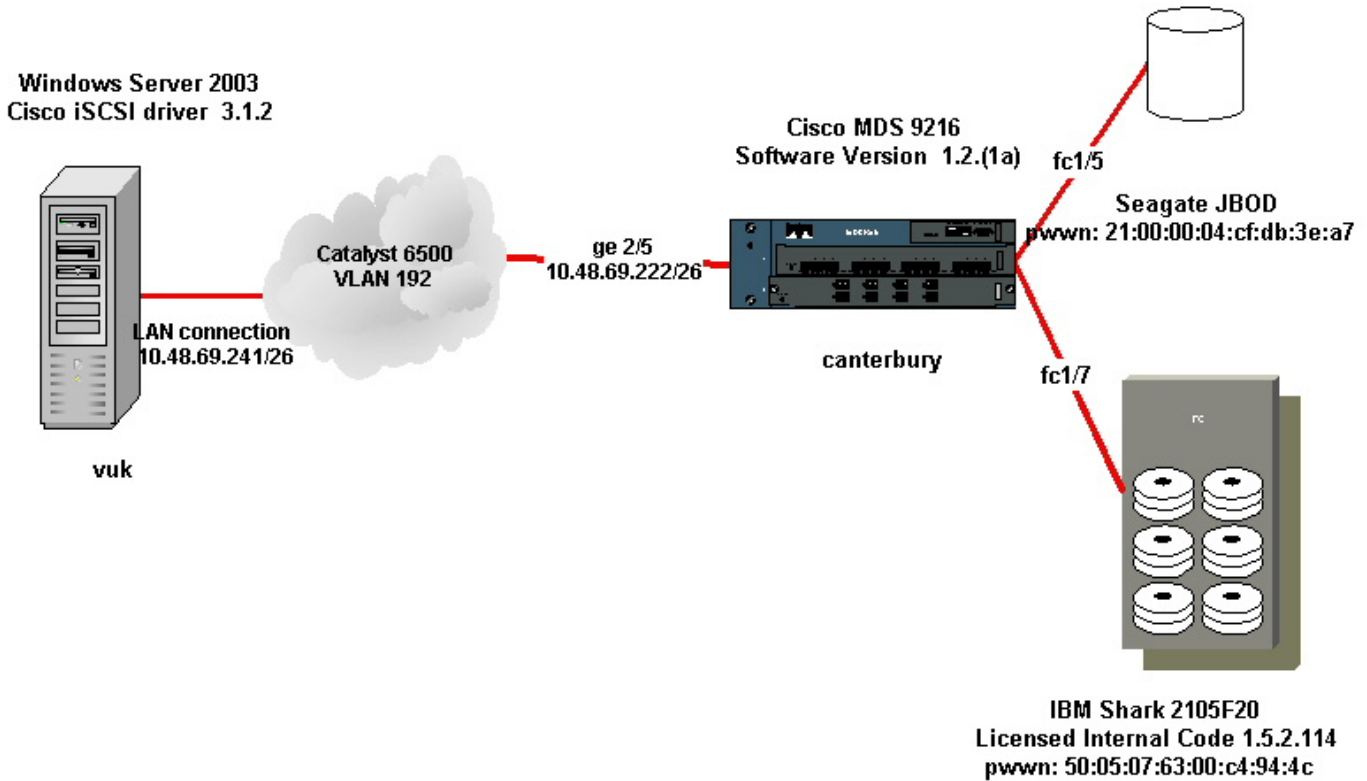 Windows Server 2003
Cisco iSCSI driver 3.1.2
LAN connection
10.48.69.241/26
vuk
Catalyst 6500
VLAN 192
ge 2/5
10.48.69.222/26
Cisco MDS 9216
Software Version 1.2.(1a)
canterbury
fc1/5
Seagate JBOD
pwwn: 21:00:00:04:cf:db:3e:a7
fc1/7
IBM Shark 2105F20
Licensed Internal Code 1.5.2.114
pwwn: 50:05:07:63:00:c4:94:4c